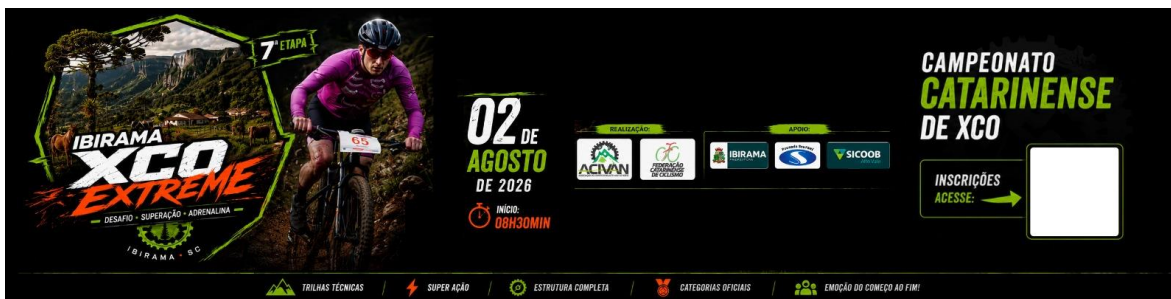 7ª ETAPA
IBIRAMA
XCO
EXTREME
DESAFIO • SUPERAÇÃO • ADRENALINA
IBIRAMA • SC
65
02 DE
AGOSTO
DE 2026
INÍCIO:
08H30MIN
REALIZAÇÃO:
ACIVAN
FEDERAÇÃO
CATARINENSE
DE CICLISMO
APOIO:
IBIRAMA
SICOOB
CAMPEONATO
CATARINENSE
DE XCO
INSCRIÇÕES
ACESSE:
TRILHAS TÉCNICAS / SUPER AÇÃO / ESTRUTURA COMPLETA / CATEGORIAS OFICIAIS / EMOÇÃO DO COMEÇO AO FIM!